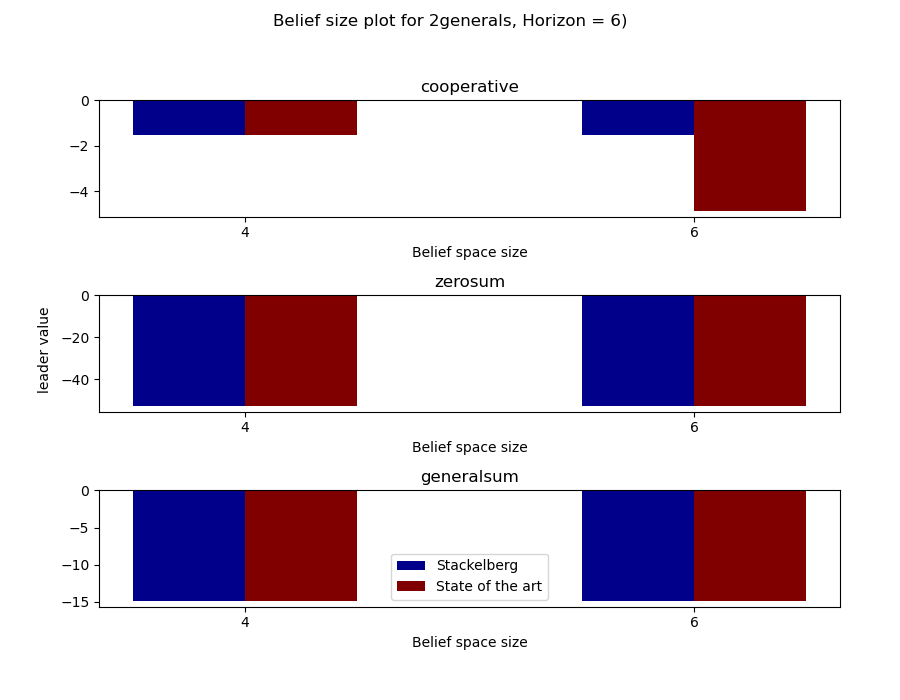 Belief size plot for 2generals, Horizon = 6)
cooperative
0
−2
−4
4
6
Belief space size
zerosum
leader value
0
−20
−40
4
6
Belief space size
generalsum
0
−5
−10
−15
Stackelberg
State of the art
4
6
Belief space size